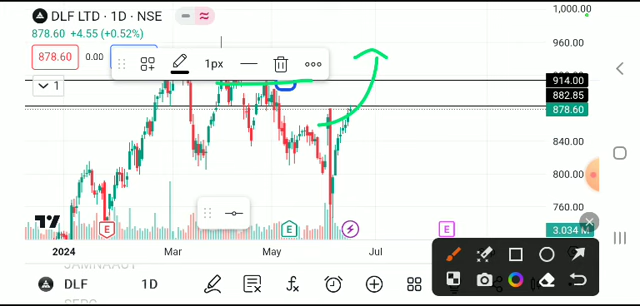 DLF LTD · 1D · NSE
878.60 +4.55 (+0.52%)
878.60 0.00
1px
1
1,000.00
960.00
914.00
882.85
878.60
840.00
800.00
760.00
3.034 M
E E E
2024 Mar May Jul
DLF 1D